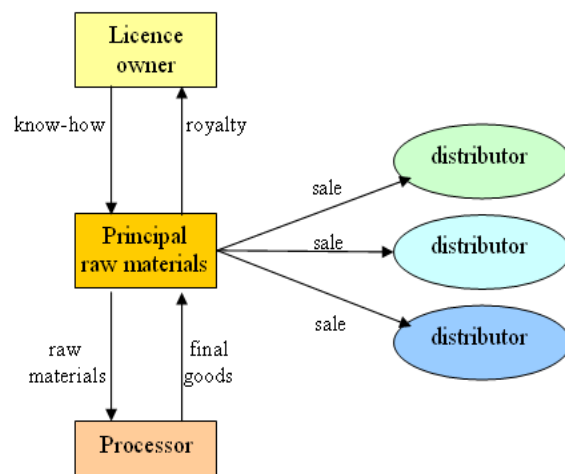 Licence
owner
know-how
royalty
distributor
sale
Principal
raw materials
sale
distributor
sale
distributor
raw
materials
final
goods
Processor